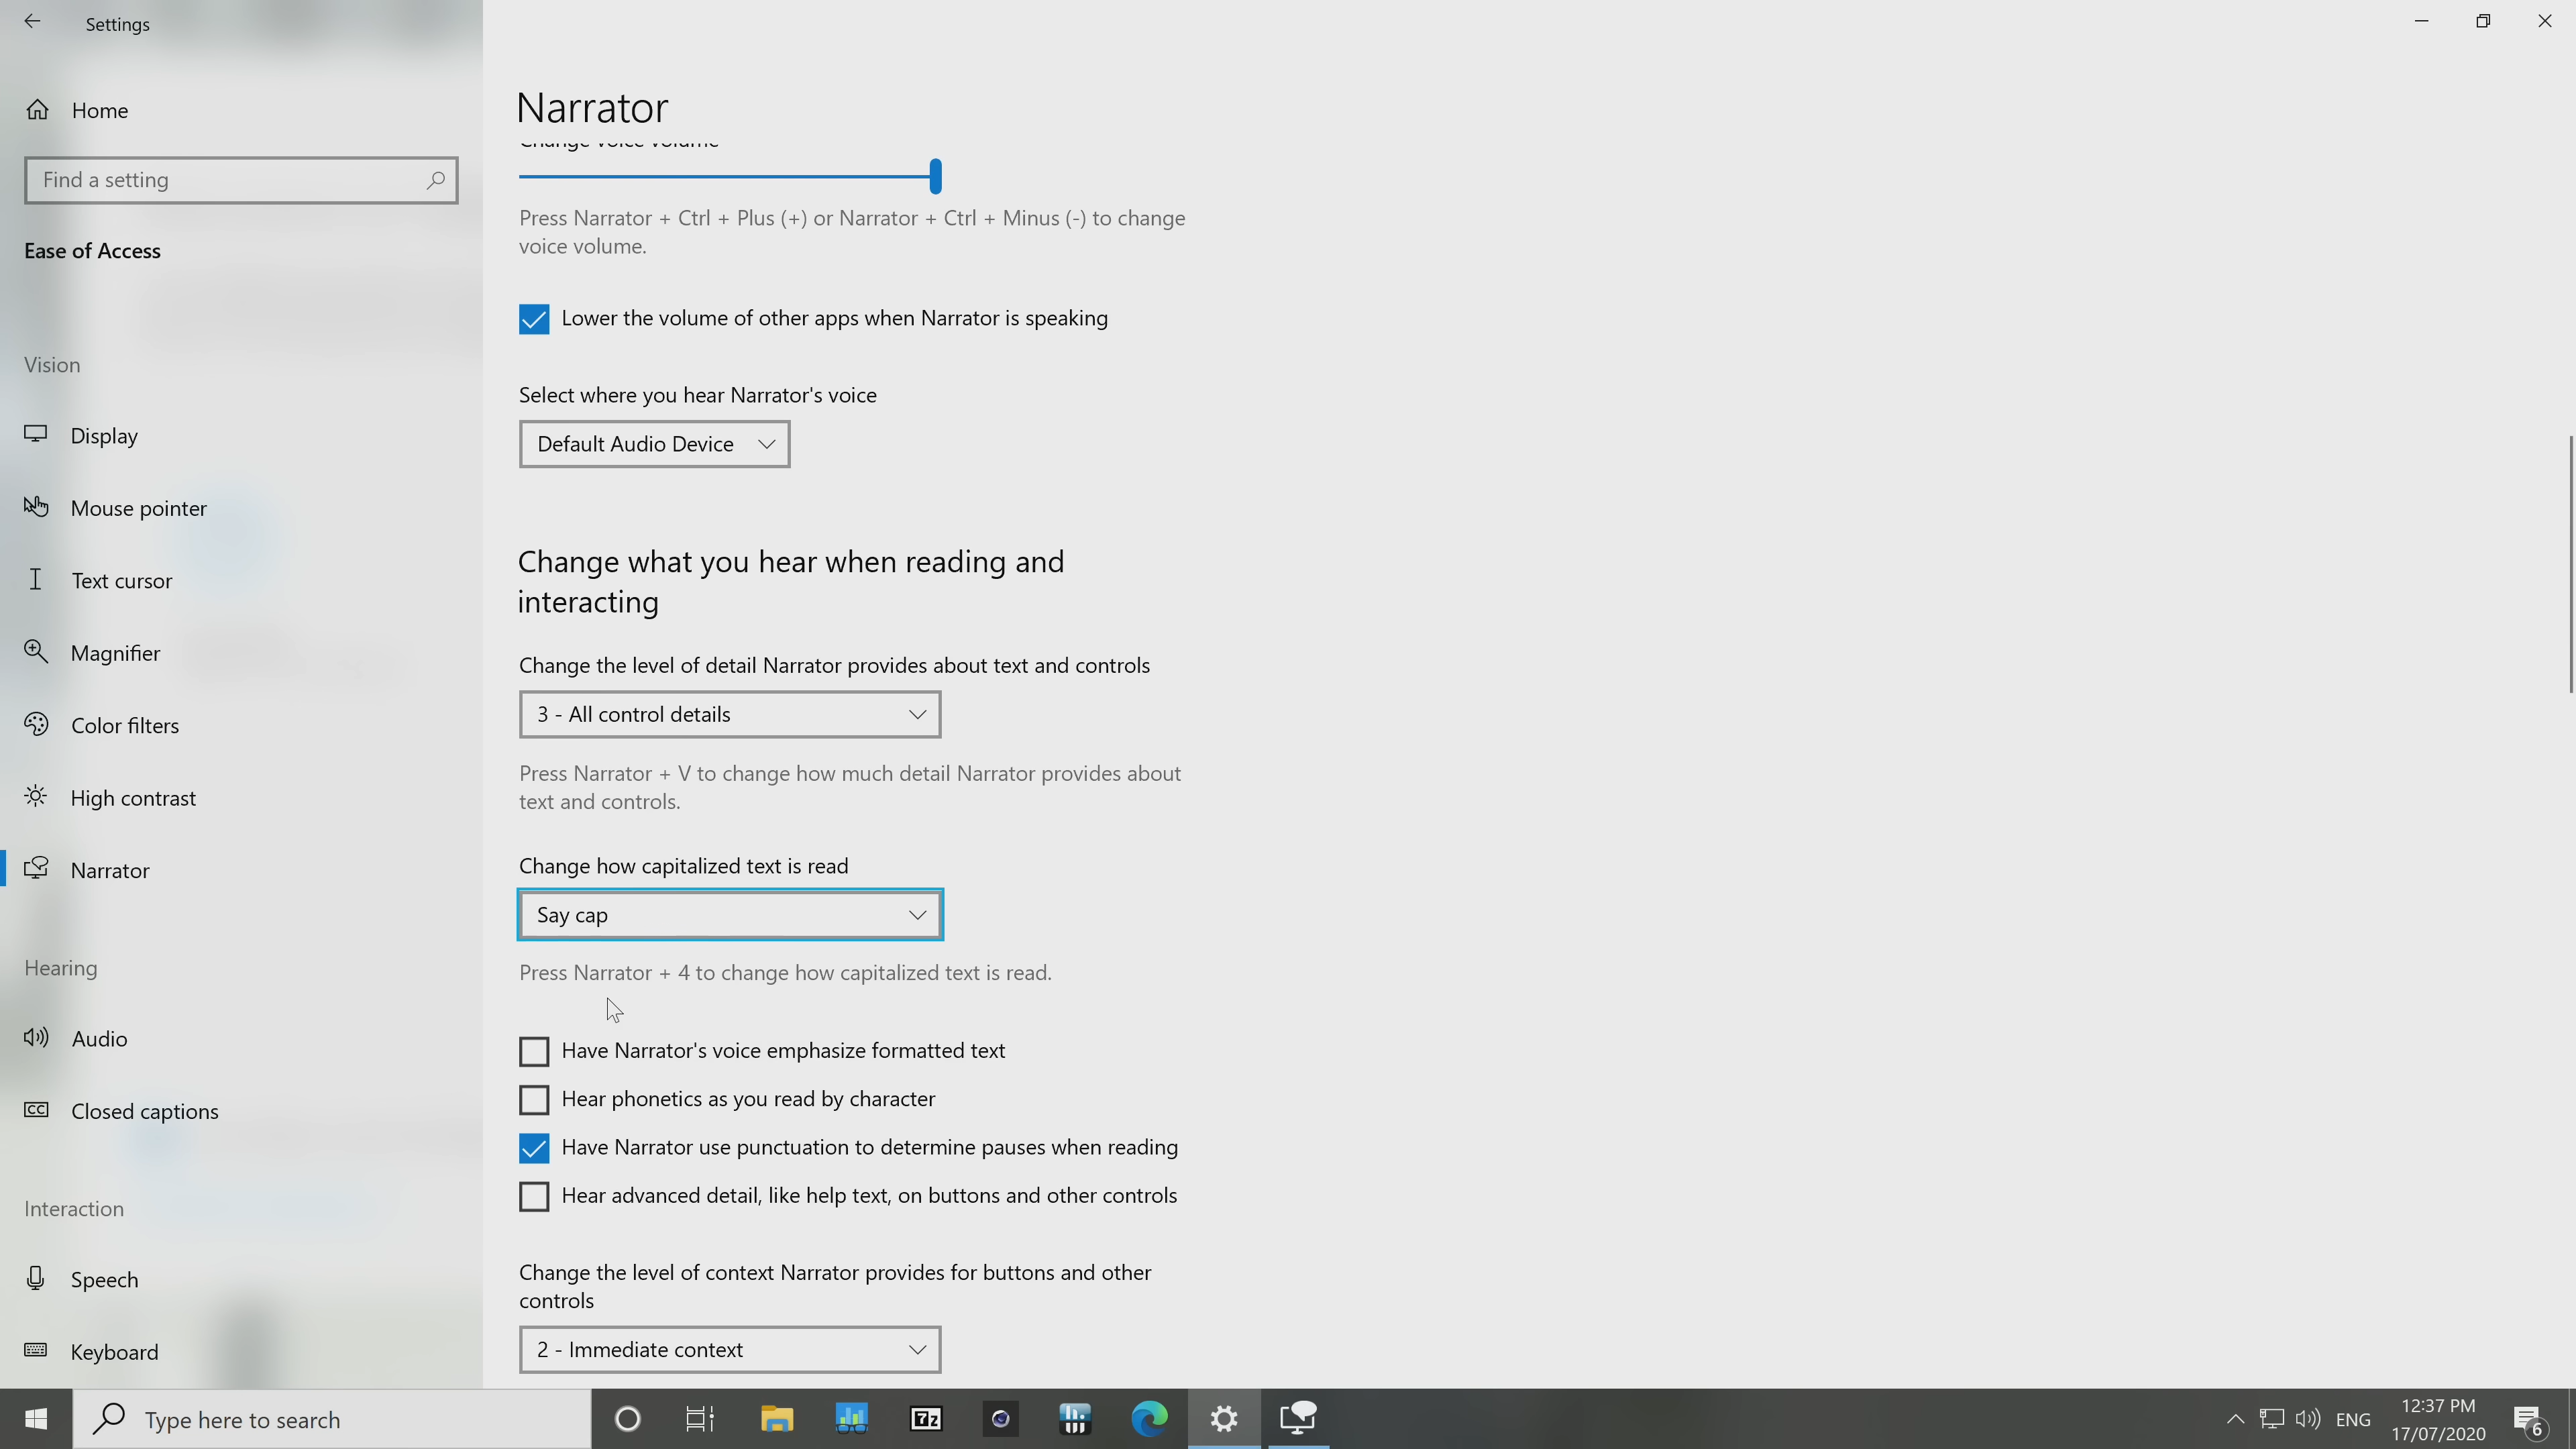 Settings
Home
Find a setting
Ease of Access
Vision
Display
Mouse pointer
Text cursor
Magnifier
Color filters
High contrast
Narrator
Hearing
Audio
CC
Closed captions
Interaction
Speech
Keyboard
Narrator
Change voice volume
Press Narrator + Ctrl + Plus (+) or Narrator + Ctrl + Minus (-) to change
voice volume.
Lower the volume of other apps when Narrator is speaking
Select where you hear Narrator's voice
Default Audio Device
Change what you hear when reading and
interacting
Change the level of detail Narrator provides about text and controls
3 - All control details
Press Narrator + V to change how much detail Narrator provides about
text and controls.
Change how capitalized text is read
Say cap
Press Narrator + 4 to change how capitalized text is read.
Have Narrator's voice emphasize formatted text
Hear phonetics as you read by character
Have Narrator use punctuation to determine pauses when reading
Hear advanced detail, like help text, on buttons and other controls
Change the level of context Narrator provides for buttons and other
controls
2 - Immediate context
Type here to search
7z
ENG
12:37 PM
17/07/2020
6